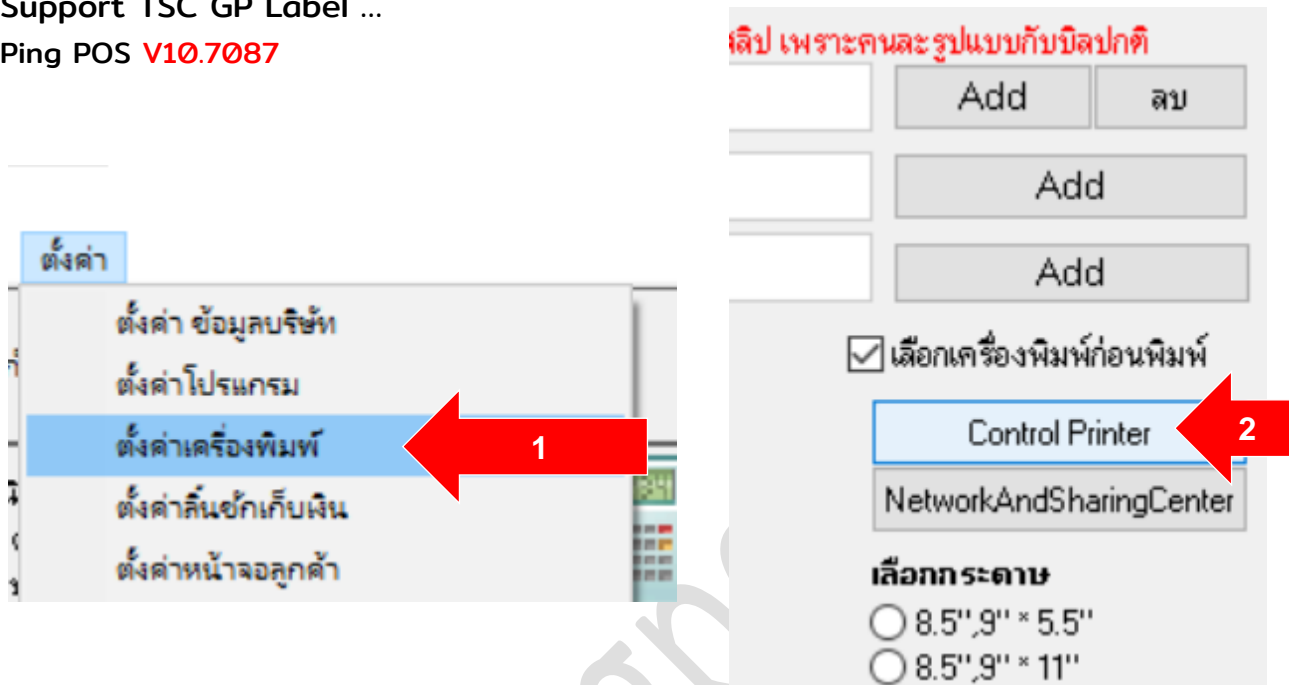 Support TSC GP Label ...
Ping POS V10.7087
ตั้งค่า
ตั้งค่า ข้อมูลบริษัท
ตั้งค่าโปรแกรม
ตั้งค่าเครื่องพิมพ์
1
ตั้งค่าลิ้นชักเก็บเงิน
ตั้งค่าหน้าจอลูกค้า
เพราะคนละรูปแบบกับบิลปกติ
Add
ลบ
Add
Add
เลือกเครื่องพิมพ์ก่อนพิมพ์
Control Printer
2
NetworkAndSharingCenter
เลือกกระดาษ
8.5'',9'' * 5.5''
8.5'',9'' * 11''